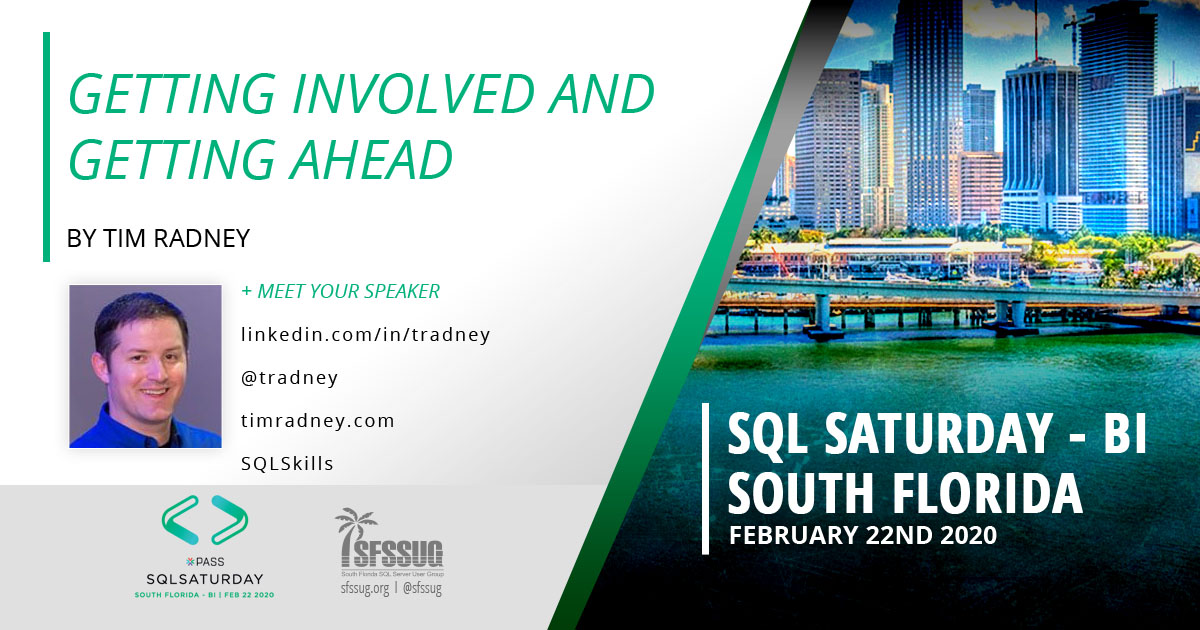 GETTING INVOLVED AND
GETTING AHEAD
BY TIM RADNEY
+ MEET YOUR SPEAKER
linkedin.com/in/tradney
@tradney
timradney.com
SQLSkills
PASS
SQLSATURDAY
SOUTH FLORIDA - BI | FEB 22 2020
SFSSUG
South Florida SQL Server User Group
sfssug.org | @sfssug
SQL SATURDAY - BI
SOUTH FLORIDA
FEBRUARY 22ND 2020